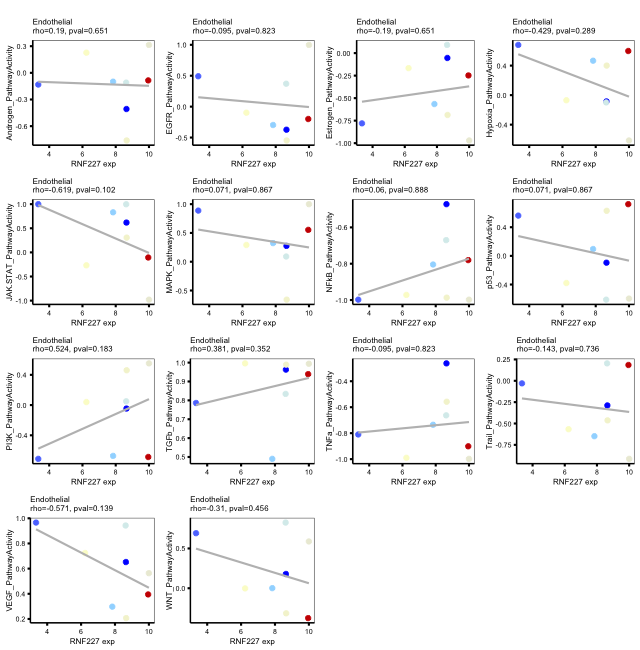 Endothelial
rho=0.19, pval=0.651
Androgen_PathwayActivity
0.3
0.0
-0.3
-0.6
4
6
8
10
RNF227 exp
Endothelial
rho=-0.095, pval=0.823
EGFR_PathwayActivity
1.0
0.5
0.0
-0.5
4
6
8
10
RNF227 exp
Endothelial
rho=-0.19, pval=0.651
Estrogen_PathwayActivity
0.00
-0.25
-0.50
-0.75
-1.00
4
6
8
10
RNF227 exp
Endothelial
rho=-0.429, pval=0.289
Hypoxia_PathwayActivity
0.4
0.0
-0.4
4
6
8
10
RNF227 exp
Endothelial
rho=-0.619, pval=0.102
JAK.STAT_PathwayActivity
1.0
0.5
0.0
-0.5
-1.0
4
6
8
10
RNF227 exp
Endothelial
rho=0.071, pval=0.867
MAPK_PathwayActivity
1.0
0.5
0.0
-0.5
4
6
8
10
RNF227 exp
Endothelial
rho=0.06, pval=0.888
NFkB_PathwayActivity
-0.6
-0.8
-1.0
4
6
8
10
RNF227 exp
Endothelial
rho=0.071, pval=0.867
p53_PathwayActivity
0.4
0.0
-0.4
4
6
8
10
RNF227 exp
Endothelial
rho=0.524, pval=0.183
PI3K_PathwayActivity
0.4
0.0
-0.4
4
6
8
10
RNF227 exp
Endothelial
rho=0.381, pval=0.352
TGFb_PathwayActivity
1.0
0.9
0.8
0.7
0.6
0.5
4
6
8
10
RNF227 exp
Endothelial
rho=-0.095, pval=0.823
TNFa_PathwayActivity
-0.4
-0.6
-0.8
-1.0
4
6
8
10
RNF227 exp
Endothelial
rho=-0.143, pval=0.736
Trail_PathwayActivity
0.25
0.00
-0.25
-0.50
-0.75
4
6
8
10
RNF227 exp
Endothelial
rho=-0.571, pval=0.139
VEGF_PathwayActivity
0.8
0.6
0.4
0.2
4
6
8
10
RNF227 exp
Endothelial
rho=-0.31, pval=0.456
WNT_PathwayActivity
0.5
0.0
4
6
8
10
RNF227 exp